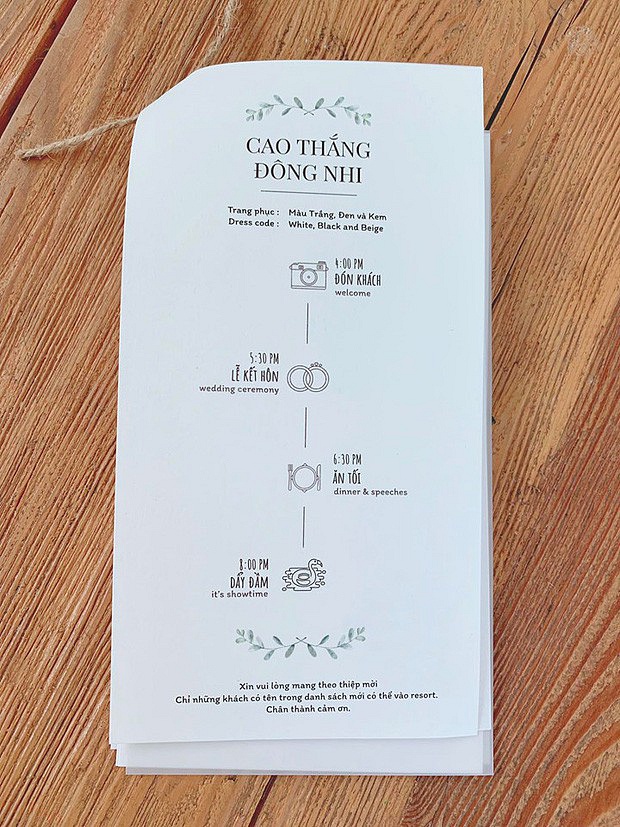 CAO THẮNG
ĐÔNG NHI
Trang phục : Màu Trắng, Đen và Kem
Dress code : White, Black and Beige
4:00 PM
ĐÓN KHÁCH
welcome
5:30 PM
LỄ KẾT HÔN
wedding ceremony
6:30 PM
ĂN TỐI
dinner & speeches
8:00 PM
DẨY ĐẦM
it's showtime
Xin vui lòng mang theo thiệp mời
Chỉ những khách có tên trong danh sách mới có thể vào resort.
Chân thành cảm ơn.